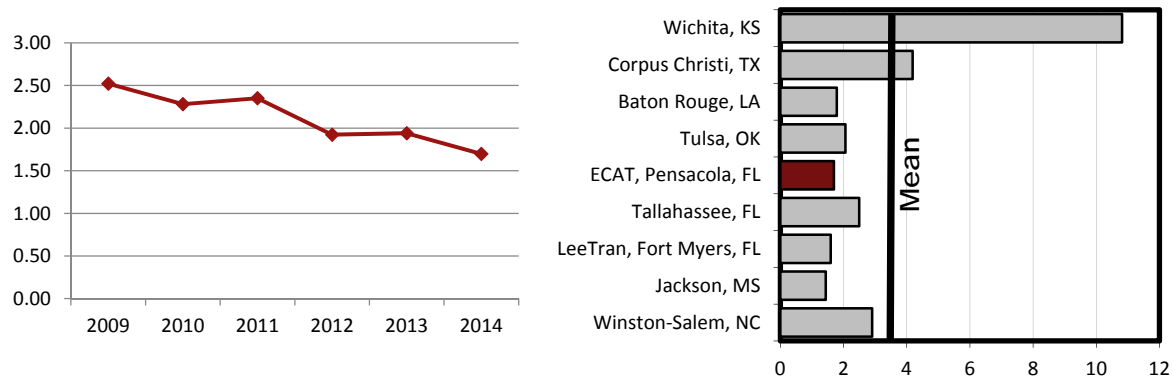 3.00
2.50
2.00
1.50
1.00
0.50
0.00
2009 2010 2011 2012 2013 2014
Wichita, KS
Corpus Christi, TX
Baton Rouge, LA
Tulsa, OK
ECAT, Pensacola, FL
Tallahassee, FL
LeeTran, Fort Myers, FL
Jackson, MS
Winston-Salem, NC
Mean
0 2 4 6 8 10 12